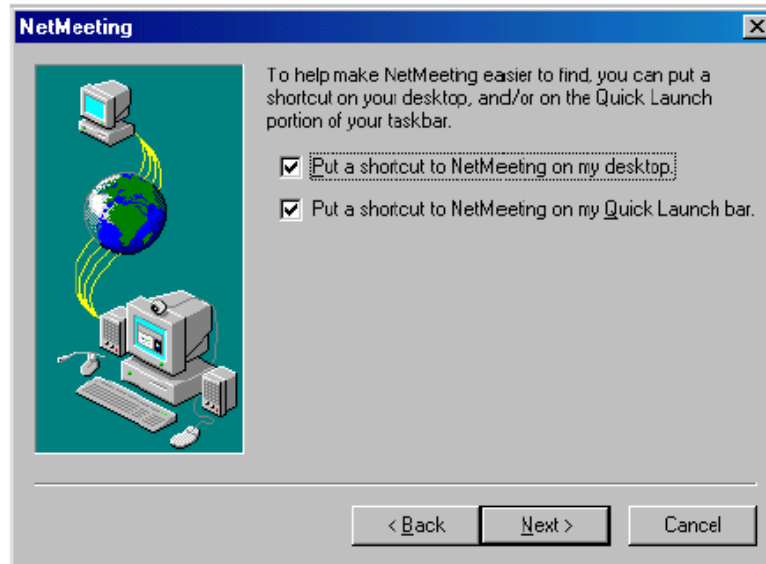 NetMeeting
To help make NetMeeting easier to find, you can put a
shortcut on your desktop, and/or on the Quick Launch
portion of your taskbar.
Put a shortcut to NetMeeting on my desktop.
Put a shortcut to NetMeeting on my Quick Launch bar.
< Back
Next >
Cancel